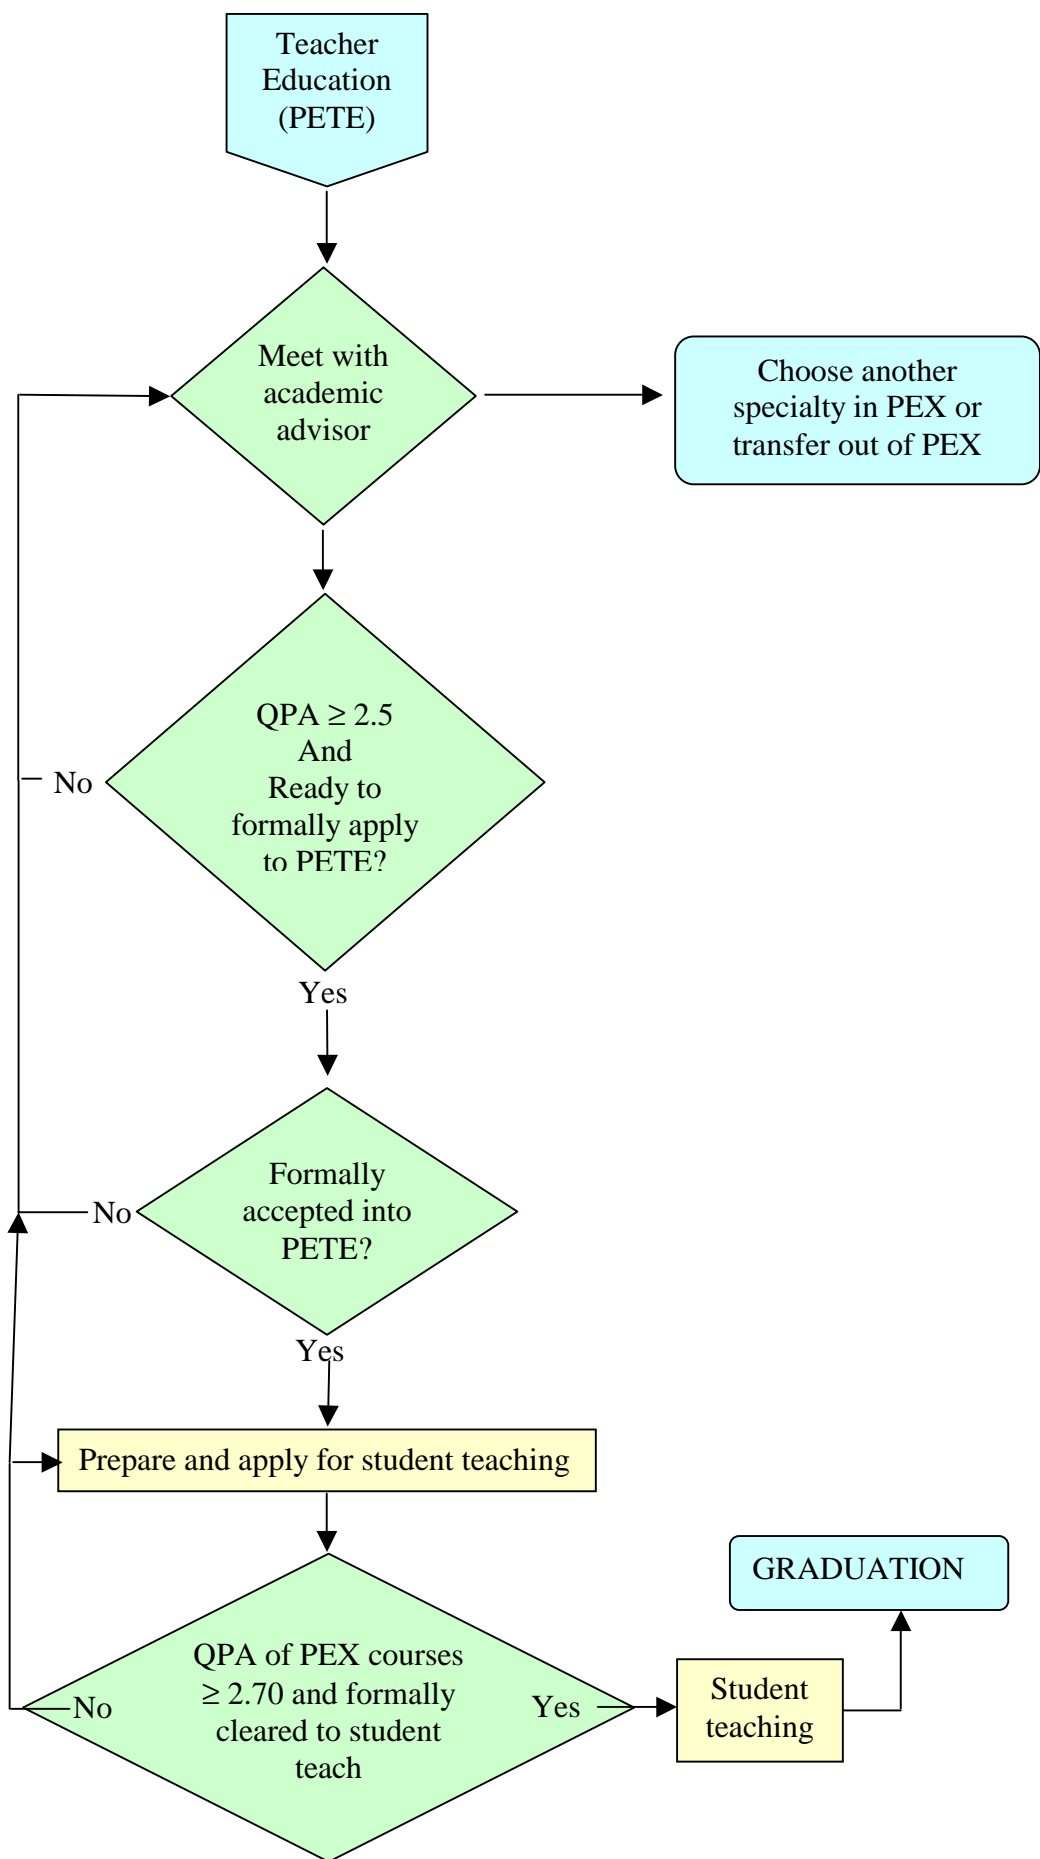 Teacher
Education
(PETE)
Meet with
academic
advisor
Choose another
specialty in PEX or
transfer out of PEX
QPA ≥ 2.5
And
Ready to
formally apply
to PETE?
No
Yes
Formally
accepted into
PETE?
No
Yes
Prepare and apply for student teaching
GRADUATION
QPA of PEX courses
≥ 2.70 and formally
cleared to student
teach
No
Yes
Student
teaching